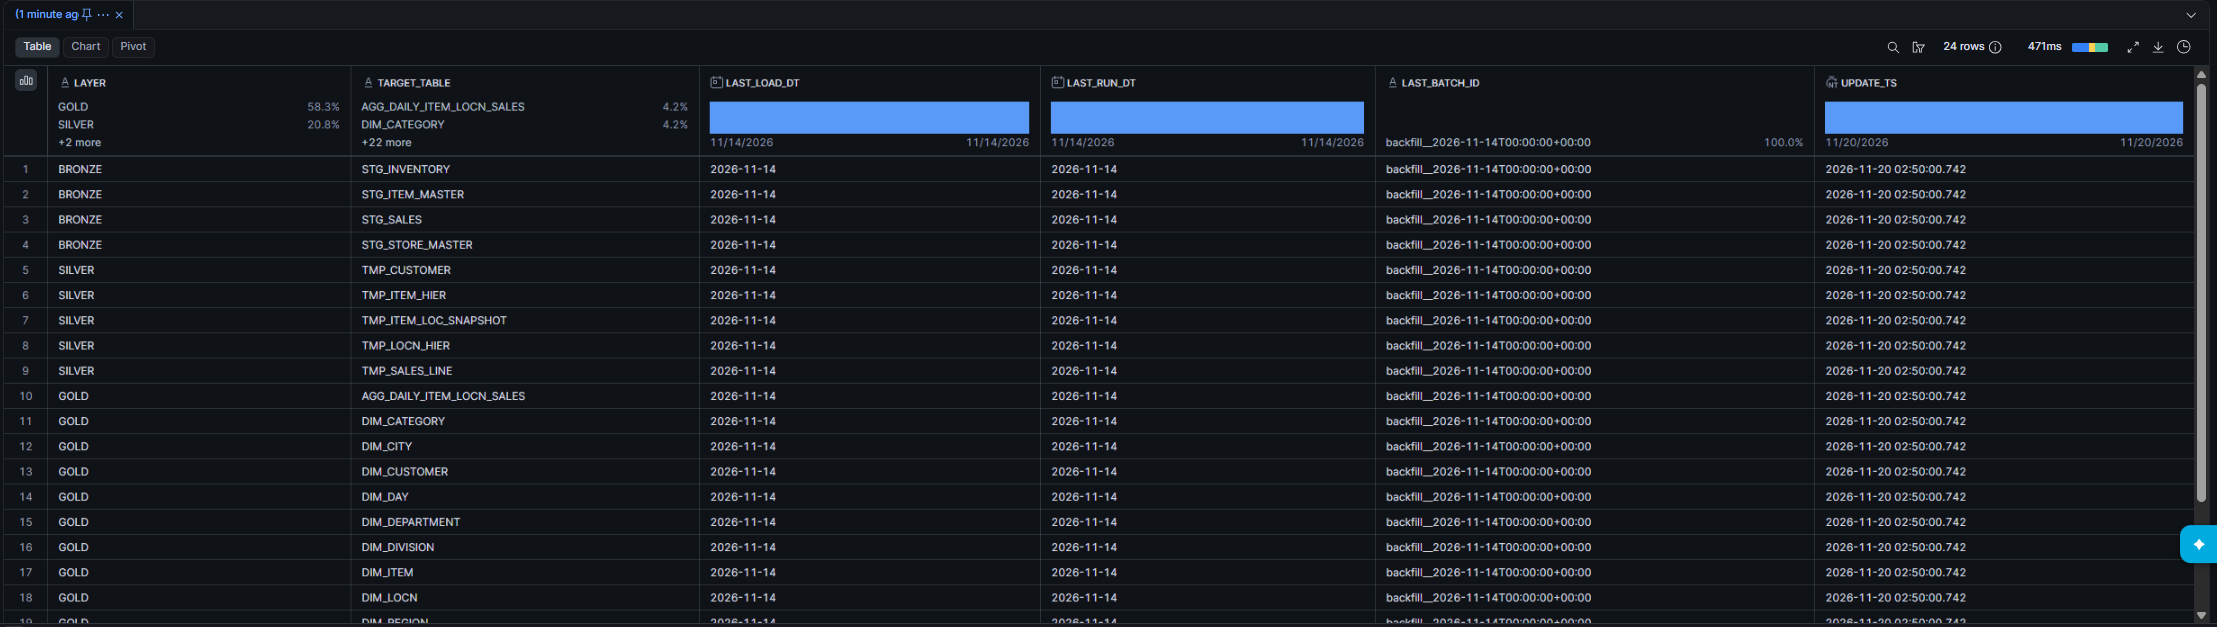 (1 minute ag
Table Chart Pivot 24 rows 471ms
LAYER TARGET_TABLE LAST_LOAD_DT LAST_RUN_DT LAST_BATCH_ID UPDATE_TS
GOLD 58.3% AGG_DAILY_ITEM_LOCN_SALES 4.2%
SILVER 20.8% DIM_CATEGORY 4.2%
+2 more +22 more 11/14/2026 11/14/2026 11/14/2026 11/14/2026 backfill__2026-11-14T00:00:00+00:00 100.0% 11/20/2026 11/20/2026
1 BRONZE STG_INVENTORY 2026-11-14 2026-11-14 backfill__2026-11-14T00:00:00+00:00 2026-11-20 02:50:00.742
2 BRONZE STG_ITEM_MASTER 2026-11-14 2026-11-14 backfill__2026-11-14T00:00:00+00:00 2026-11-20 02:50:00.742
3 BRONZE STG_SALES 2026-11-14 2026-11-14 backfill__2026-11-14T00:00:00+00:00 2026-11-20 02:50:00.742
4 BRONZE STG_STORE_MASTER 2026-11-14 2026-11-14 backfill__2026-11-14T00:00:00+00:00 2026-11-20 02:50:00.742
5 SILVER TMP_CUSTOMER 2026-11-14 2026-11-14 backfill__2026-11-14T00:00:00+00:00 2026-11-20 02:50:00.742
6 SILVER TMP_ITEM_HIER 2026-11-14 2026-11-14 backfill__2026-11-14T00:00:00+00:00 2026-11-20 02:50:00.742
7 SILVER TMP_ITEM_LOC_SNAPSHOT 2026-11-14 2026-11-14 backfill__2026-11-14T00:00:00+00:00 2026-11-20 02:50:00.742
8 SILVER TMP_LOCN_HIER 2026-11-14 2026-11-14 backfill__2026-11-14T00:00:00+00:00 2026-11-20 02:50:00.742
9 SILVER TMP_SALES_LINE 2026-11-14 2026-11-14 backfill__2026-11-14T00:00:00+00:00 2026-11-20 02:50:00.742
10 GOLD AGG_DAILY_ITEM_LOCN_SALES 2026-11-14 2026-11-14 backfill__2026-11-14T00:00:00+00:00 2026-11-20 02:50:00.742
11 GOLD DIM_CATEGORY 2026-11-14 2026-11-14 backfill__2026-11-14T00:00:00+00:00 2026-11-20 02:50:00.742
12 GOLD DIM_CITY 2026-11-14 2026-11-14 backfill__2026-11-14T00:00:00+00:00 2026-11-20 02:50:00.742
13 GOLD DIM_CUSTOMER 2026-11-14 2026-11-14 backfill__2026-11-14T00:00:00+00:00 2026-11-20 02:50:00.742
14 GOLD DIM_DAY 2026-11-14 2026-11-14 backfill__2026-11-14T00:00:00+00:00 2026-11-20 02:50:00.742
15 GOLD DIM_DEPARTMENT 2026-11-14 2026-11-14 backfill__2026-11-14T00:00:00+00:00 2026-11-20 02:50:00.742
16 GOLD DIM_DIVISION 2026-11-14 2026-11-14 backfill__2026-11-14T00:00:00+00:00 2026-11-20 02:50:00.742
17 GOLD DIM_ITEM 2026-11-14 2026-11-14 backfill__2026-11-14T00:00:00+00:00 2026-11-20 02:50:00.742
18 GOLD DIM_LOCN 2026-11-14 2026-11-14 backfill__2026-11-14T00:00:00+00:00 2026-11-20 02:50:00.742
19 GOLD DIM_REGION 2026-11-14 2026-11-14 backfill__2026-11-14T00:00:00+00:00 2026-11-20 02:50:00.742